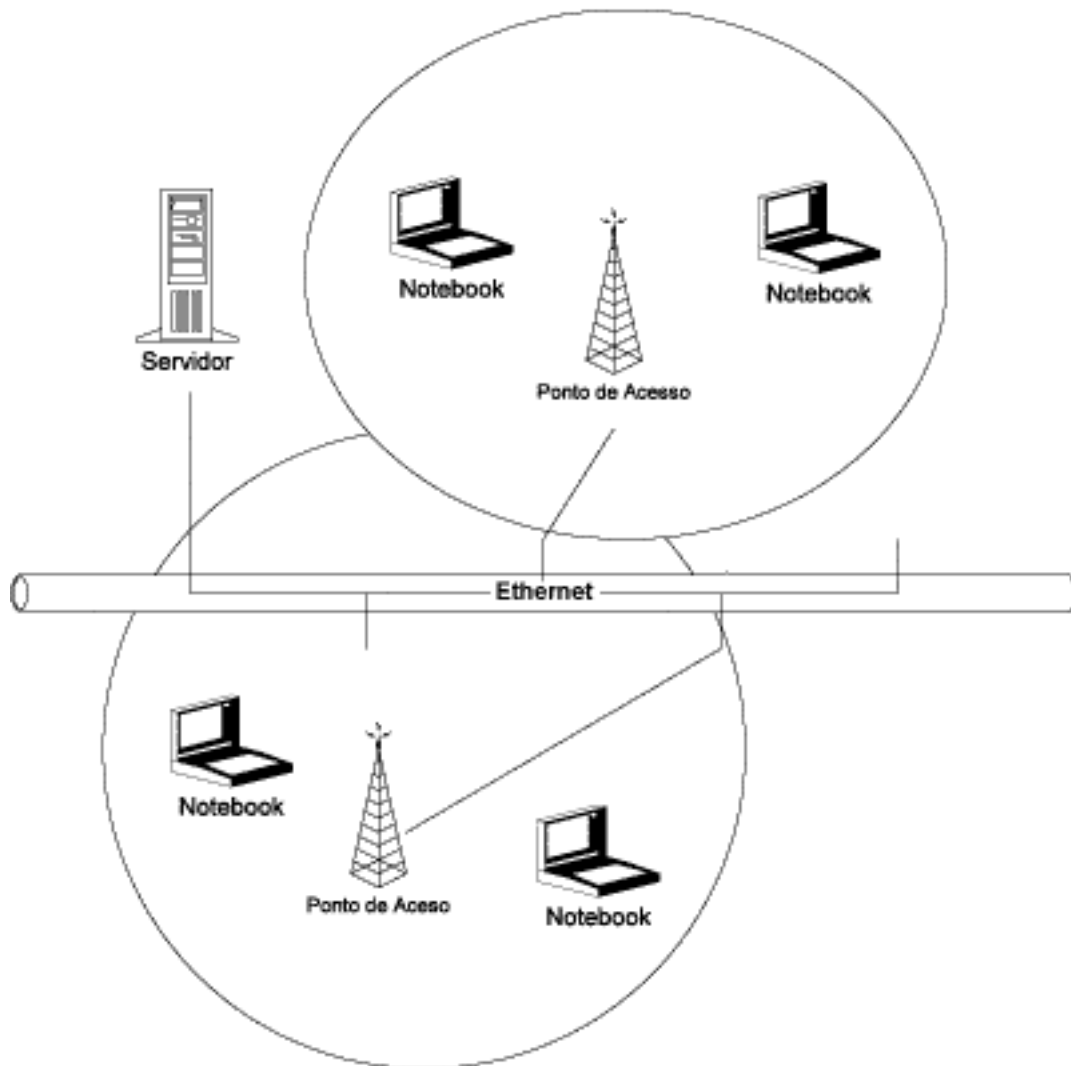 Notebook
Notebook
Servidor
Ponto de Acesso
Ethernet
Notebook
Ponto de Aceso
Notebook